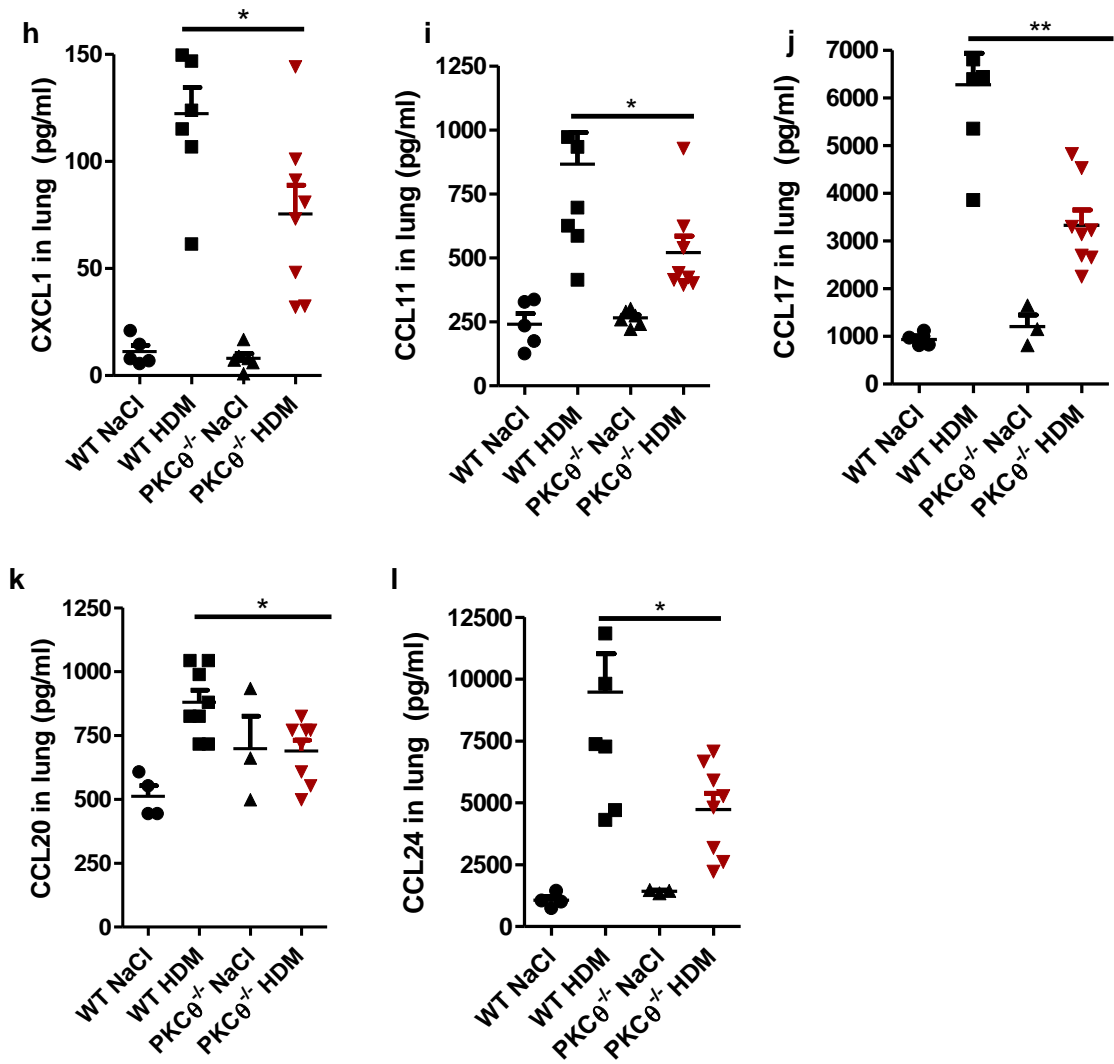 h
*
CXCL1 in lung (pg/ml)
150
100
50
0
WT NaCl
WT HDM
PKCθ-/- NaCl
PKCθ-/- HDM
i
*
CCL11 in lung (pg/ml)
1250
1000
750
500
250
0
WT NaCl
WT HDM
PKCθ-/- NaCl
PKCθ-/- HDM
j
**
CCL17 in lung (pg/ml)
7000
6000
5000
4000
3000
2000
1000
0
WT NaCl
WT HDM
PKCθ-/- NaCl
PKCθ-/- HDM
k
*
CCL20 in lung (pg/ml)
1250
1000
750
500
250
0
WT NaCl
WT HDM
PKCθ-/- NaCl
PKCθ-/- HDM
l
*
CCL24 in lung (pg/ml)
12500
10000
7500
5000
2500
0
WT NaCl
WT HDM
PKCθ-/- NaCl
PKCθ-/- HDM